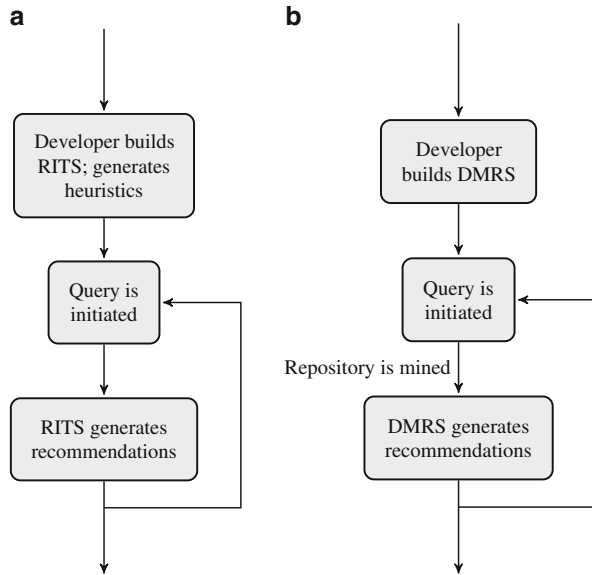 a
Developer builds
RITS; generates
heuristics
Query is
initiated
RITS generates
recommendations
b
Developer
builds DMRS
Query is
initiated
Repository is mined
DMRS generates
recommendations